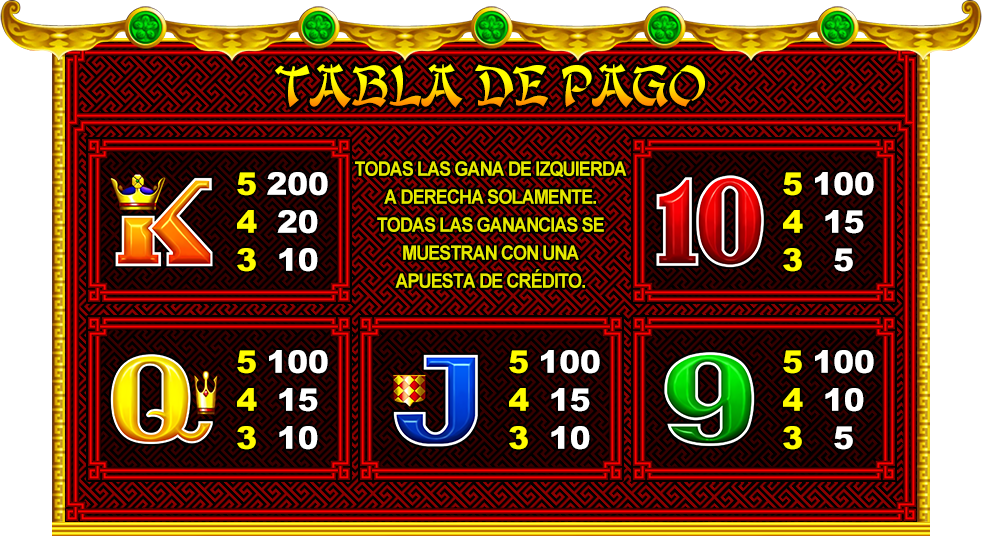 TABLA DE PAGO
K
5 200
4 20
3 10
TODAS LAS GANA DE IZQUIERDA
A DERECHA SOLAMENTE.
TODAS LAS GANANCIAS SE
MUESTRAN CON UNA
APUESTA DE CRÉDITO.
10
5 100
4 15
3 5
Q
5 100
4 15
3 10
J
5 100
4 15
3 10
9
5 100
4 10
3 5